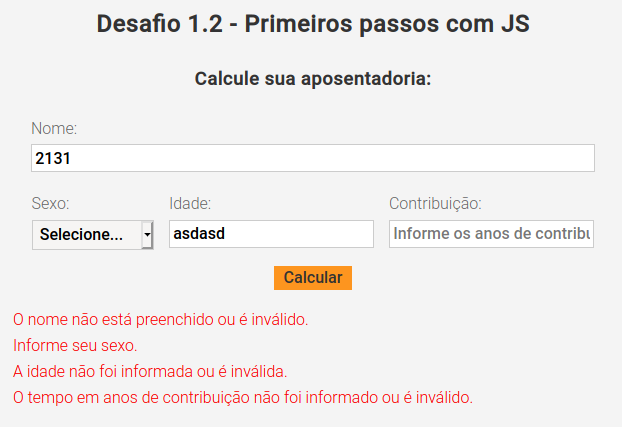 Desafio 1.2 - Primeiros passos com JS
Calcule sua aposentadoria:
Nome:
2131
Sexo: Idade: Contribuição:
Selecione... asdasd Informe os anos de
Calcular
O nome não está preenchido ou é inválido.
Informe seu sexo.
A idade não foi informada ou é inválida.
O tempo em anos de contribuição não foi informado ou é inválido.